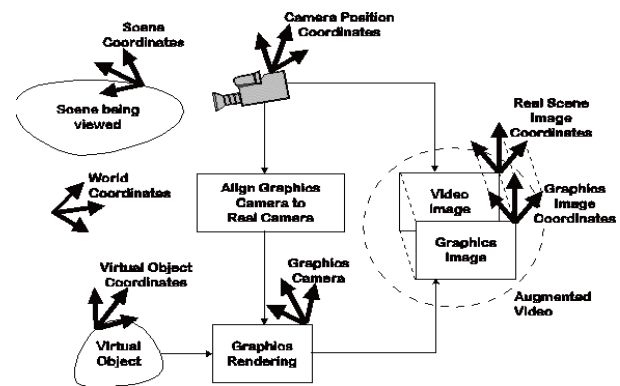 Scene
Coordinates
Camera Position
Coordinates
Scene being
viewed
Real Scene
Image
Coordinates
World
Coordinates
Align Graphics
Camera to
Real Camera
Video
Image
Graphics
Image
Coordinates
Graphics
Image
Virtual Object
Coordinates
Graphics
Camera
Augmented
Video
Virtual
Object
Graphics
Rendering